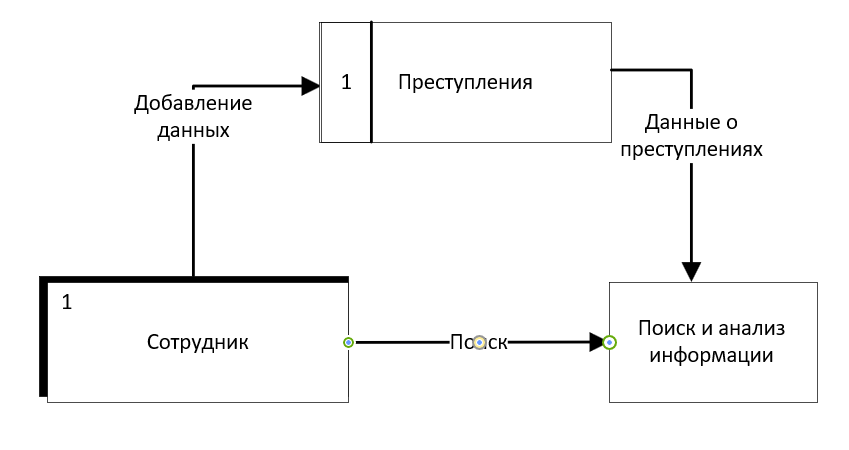 1
Преступления
Добавление
данных
Данные о
преступлениях
1
Сотрудник
Поиск
Поиск и анализ
информации